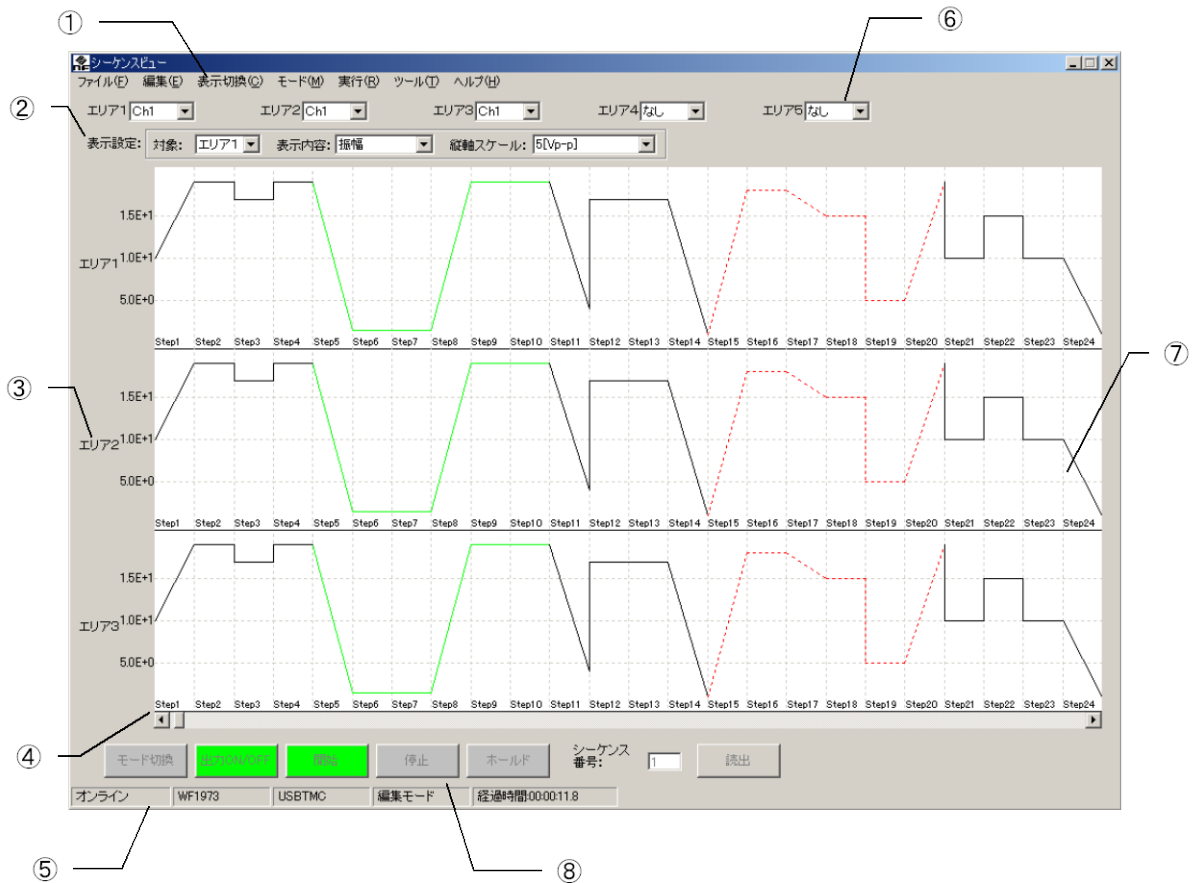 ① ⑥
シーケンスビュー
ファイル(F) 編集(E) 表示切換(C) モード(M) 実行(R) ツール(T) ヘルプ(H)
② エリア1 Ch1 エリア2 Ch1 エリア3 Ch1 エリア4 なし エリア5 なし
表示設定: 対象: エリア1 表示内容: 振幅 縦軸スケール: 5[Vp-p]
1.5E+1
エリア1 1.0E+1
5.0E+0
Step1 Step2 Step3 Step4 Step5 Step6 Step7 Step8 Step9 Step10 Step11 Step12 Step13 Step14 Step15 Step16 Step17 Step18 Step19 Step20 Step21 Step22 Step23 Step24
⑦
③
1.5E+1
エリア2 1.0E+1
5.0E+0
Step1 Step2 Step3 Step4 Step5 Step6 Step7 Step8 Step9 Step10 Step11 Step12 Step13 Step14 Step15 Step16 Step17 Step18 Step19 Step20 Step21 Step22 Step23 Step24
1.5E+1
エリア3 1.0E+1
5.0E+0
Step1 Step2 Step3 Step4 Step5 Step6 Step7 Step8 Step9 Step10 Step11 Step12 Step13 Step14 Step15 Step16 Step17 Step18 Step19 Step20 Step21 Step22 Step23 Step24
④
モード切換 出力ON/OFF 開始 停止 ホールド シーケンス
番号: 1 読出
オンライン WF1973 USBTMC 編集モード 経過時間:00:00:11.8
⑤ ⑧